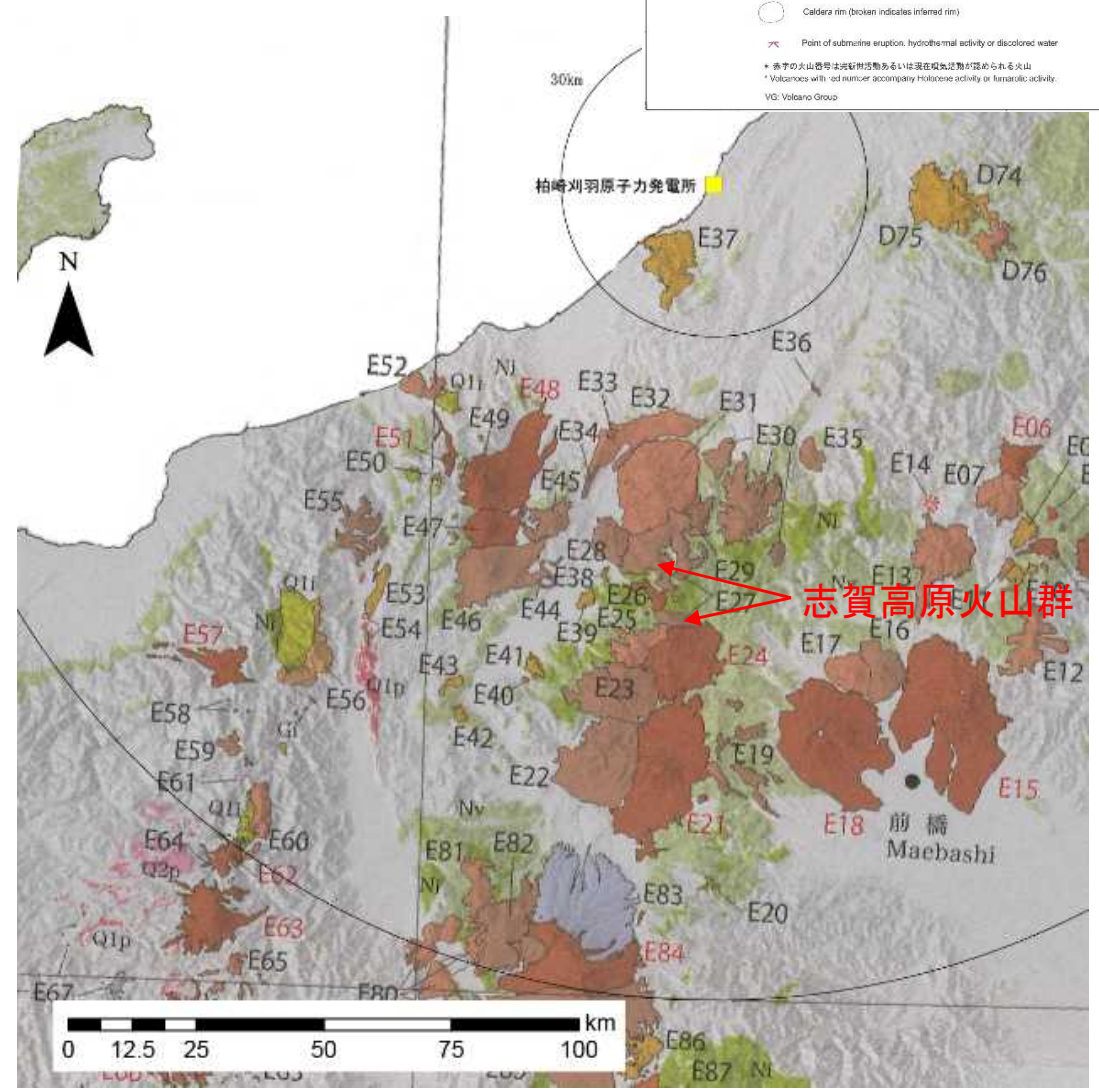 Caldera rim (broken indicates inferred rim)
Point of submarine eruption, hydrothermal activity or discolored water
* 赤字の火山番号は完新世活動あるいは現在噴気活動が認められる火山
* Volcanoes with red number accompany Holocene activity or fumarolic activity.
VG: Volcano Group
30km
柏崎刈羽原子力発電所
D74
E37
D75
D76
N
E36
E52
Q1i
Ni
E48
E33
E32
E31
E49
E34
E30
E35
E06
E51
E50
E14
E07
E45
E55
E47
Ni
E28
E29
E13
Q1i
E38
E26
E27
志賀高原火山群
E53
E46
E44
E25
Ni
E54
E39
E16
E57
E41
E17
E43
E24
E12
Q1p
E40
E23
E56
E58
Gi
E42
E59
E19
E22
E61
E15
Q1i
Nv
E21
E18
前橋
E64
E60
Maebashi
E81
E82
Q2p
E62
Ni
E83
E20
E63
Q1p
E84
E65
E67
E80
km
0 12.5 25 50 75 100
E86
E87
Ni